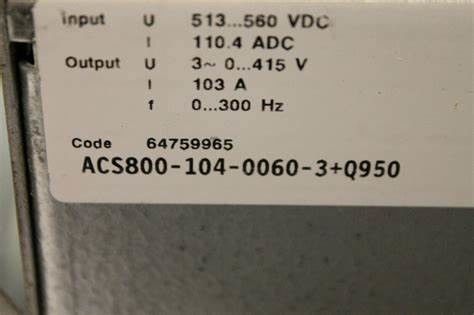 Input U 513...560 VDC
I 110.4 ADC
Output U 3~ 0...415 V
I 103 A
f 0...300 Hz
Code 64759965
ACS800-104-0060-3+Q950